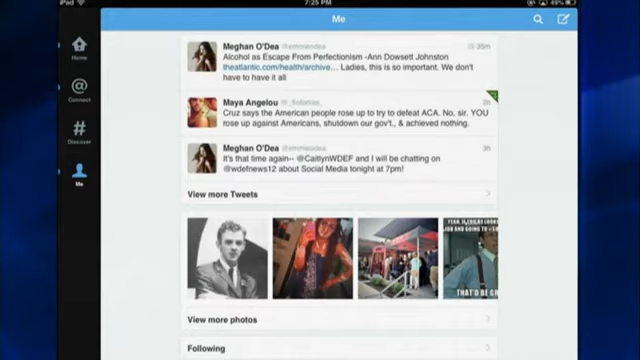 iPad
7:25 PM
49%
Me
Home
Connect
Discover
Me
Meghan O'Dea @emmieodea 35m
Alcohol as Escape From Perfectionism -Ann Dowsett Johnston
theatlantic.com/health/archive... Ladies, this is so important. We don't
have to have it all
Maya Angelou 2h
Cruz says the American people rose up to try to defeat ACA. No, sir. YOU
rose up against Americans, shutdown our gov't., & achieved nothing.
Meghan O'Dea @emmieodea 3h
It's that time again-- @CaitlynWDEF and I will be chatting on
@wdefnews12 about Social Media tonight at 7pm!
View more Tweets
YEAH, IF YOU'RE LOOK
JOB AND GOING TO
THAT'D BE GR
View more photos
Following